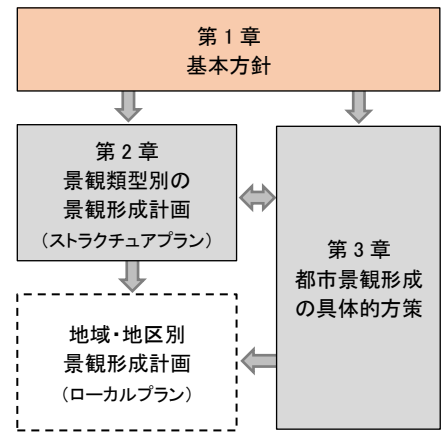 第1章
基本方針
第2章
景観類型別の
景観形成計画
（ストラクチュアプラン）
第3章
都市景観形成
の具体的方策
地域・地区別
景観形成計画
（ローカルプラン）